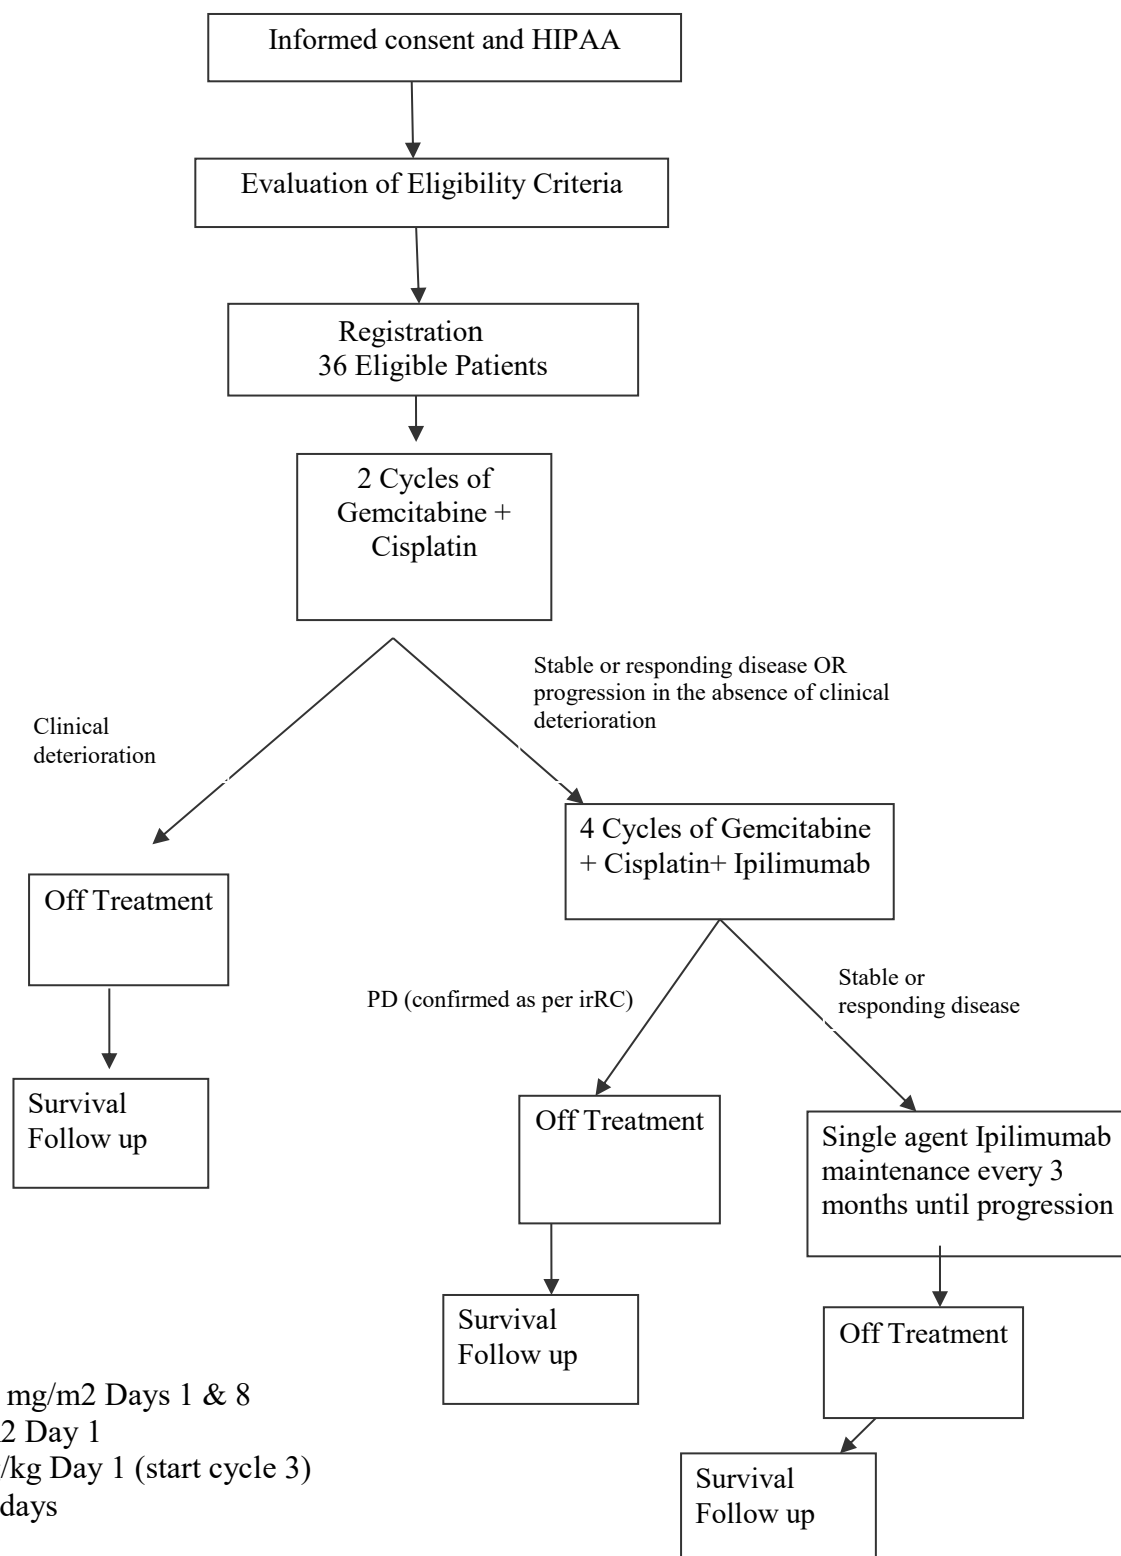 Informed consent and HIPAA
Evaluation of Eligibility Criteria
Registration
36 Eligible Patients
2 Cycles of
Gemcitabine +
Cisplatin
Stable or responding disease OR
progression in the absence of clinical
deterioration
Clinical
deterioration
4 Cycles of Gemcitabine
+ Cisplatin+ Ipilimumab
Off Treatment
PD (confirmed as per irRC)
Stable or
responding disease
Survival
Follow up
Off Treatment
Single agent Ipilimumab
maintenance every 3
months until progression
Survival
Follow up
Off Treatment
mg/m2 Days 1 & 8
2 Day 1
/kg Day 1 (start cycle 3)
days
Survival
Follow up